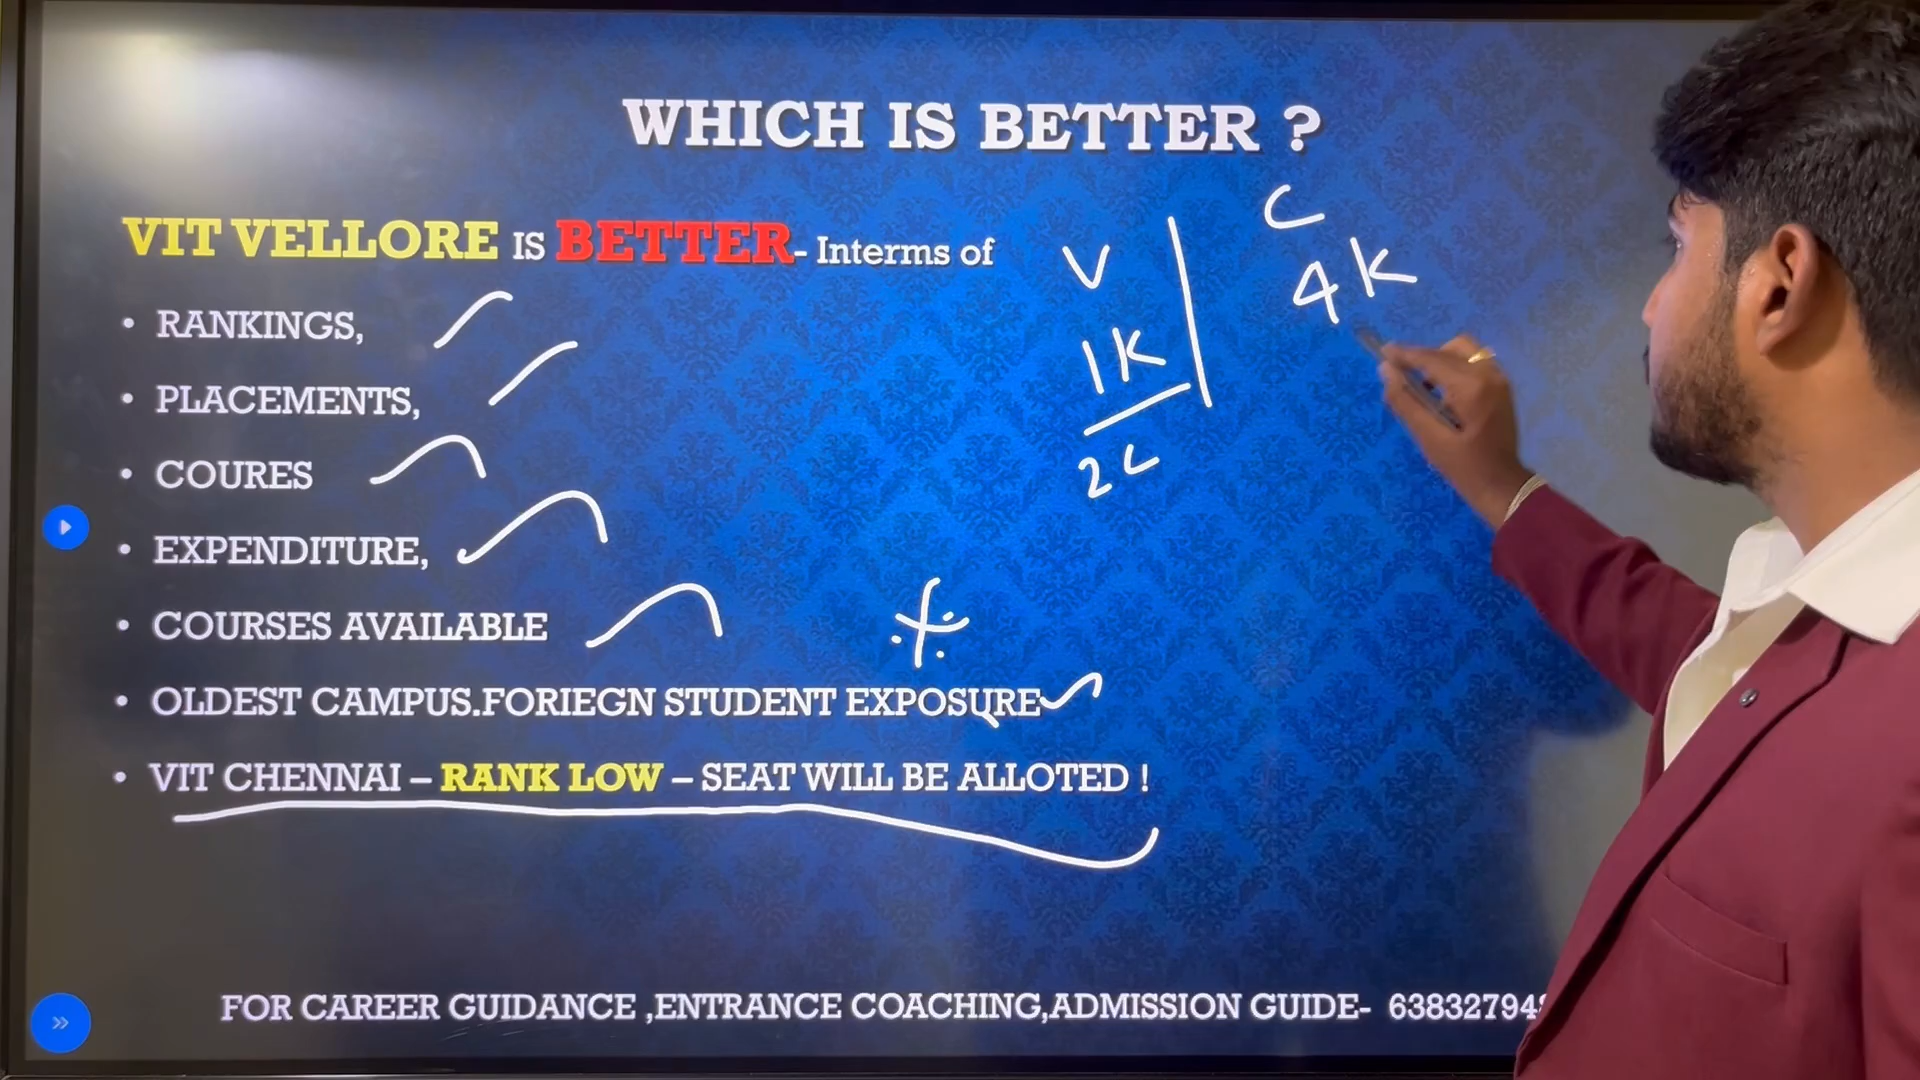 WHICH IS BETTER ?
VIT VELLORE IS BETTER- Interms of
• RANKINGS,
• PLACEMENTS,
• COURES
• EXPENDITURE,
• COURSES AVAILABLE
• OLDEST CAMPUS.FORIEGN STUDENT EXPOSURE
• VIT CHENNAI – RANK LOW – SEAT WILL BE ALLOTED !
V
1K
2L
C
4K
FOR CAREER GUIDANCE ,ENTRANCE COACHING,ADMISSION GUIDE- 63832794